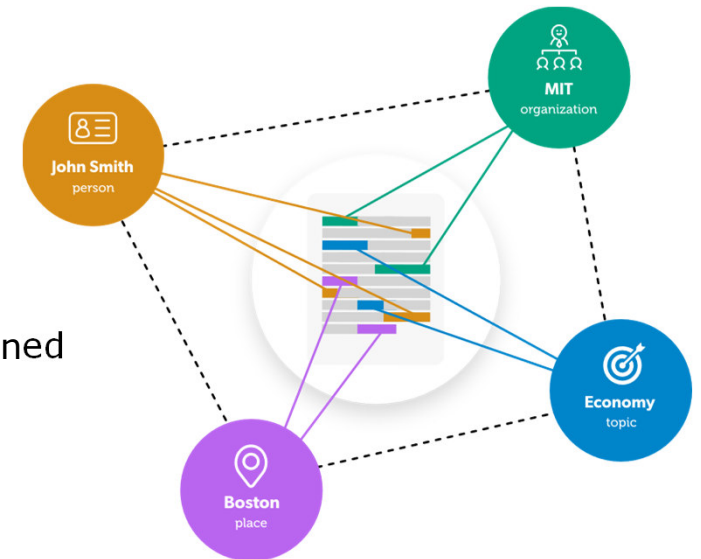 MIT
organization
John Smith
person
ned
Economy
topic
Boston
place